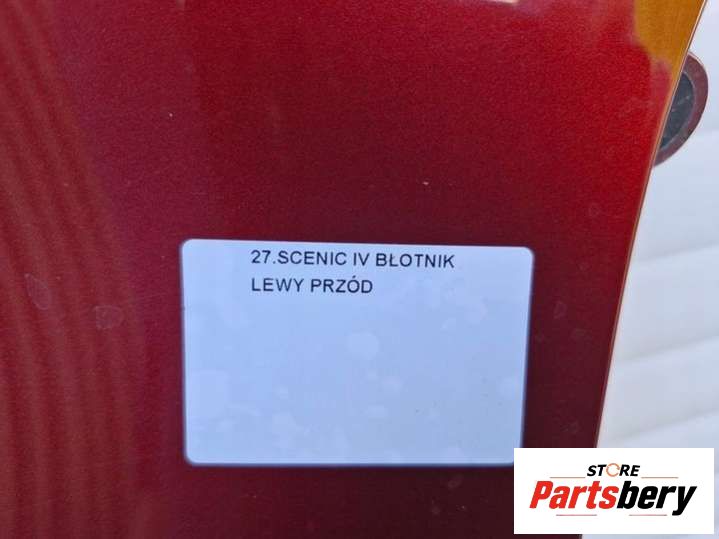 27.SCENIC IV BŁOTNIK
LEWY PRZÓD
STORE
Partsbery